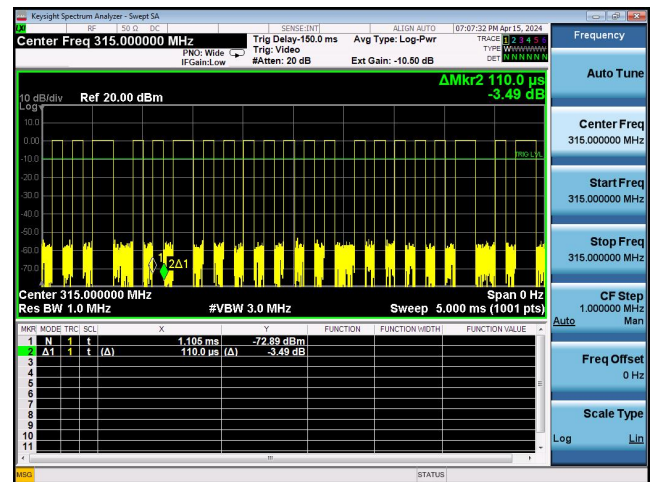 Keysight Spectrum Analyzer - Swept SA
LXI RF 50 Ω DC SENSE:INT ALIGN AUTO 07:07:32 PM Apr 15, 2024
Center Freq 315.000000 MHz
PNO: Wide
IFGain:Low
Trig Delay-150.0 ms
Trig: Video
#Atten: 20 dB
Avg Type: Log-Pwr
Ext Gain: -10.50 dB
TRACE 1 2 3 4 5 6
TYPE WWWWWW
DET N N N N N N
ΔMkr2 110.0 µs
-3.49 dB
10 dB/div Ref 20.00 dBm
Log
10.0
0.00
-10.0
TRIG LVL
-20.0
-30.0
-40.0
-50.0
-60.0
-70.0
1
2Δ1
Center 315.000000 MHz
Span 0 Hz
Res BW 1.0 MHz
#VBW 3.0 MHz
Sweep 5.000 ms (1001 pts)
MKR MODE TRC SCL X Y FUNCTION FUNCTION WIDTH FUNCTION VALUE
1 N 1 t 1.105 ms -72.89 dBm
2 Δ1 1 t (Δ) 110.0 µs (Δ) -3.49 dB
3
4
5
6
7
8
9
10
11
MSG
STATUS
Frequency
Auto Tune
Center Freq
315.000000 MHz
Start Freq
315.000000 MHz
Stop Freq
315.000000 MHz
CF Step
1.000000 MHz
Auto Man
Freq Offset
0 Hz
Scale Type
Log Lin